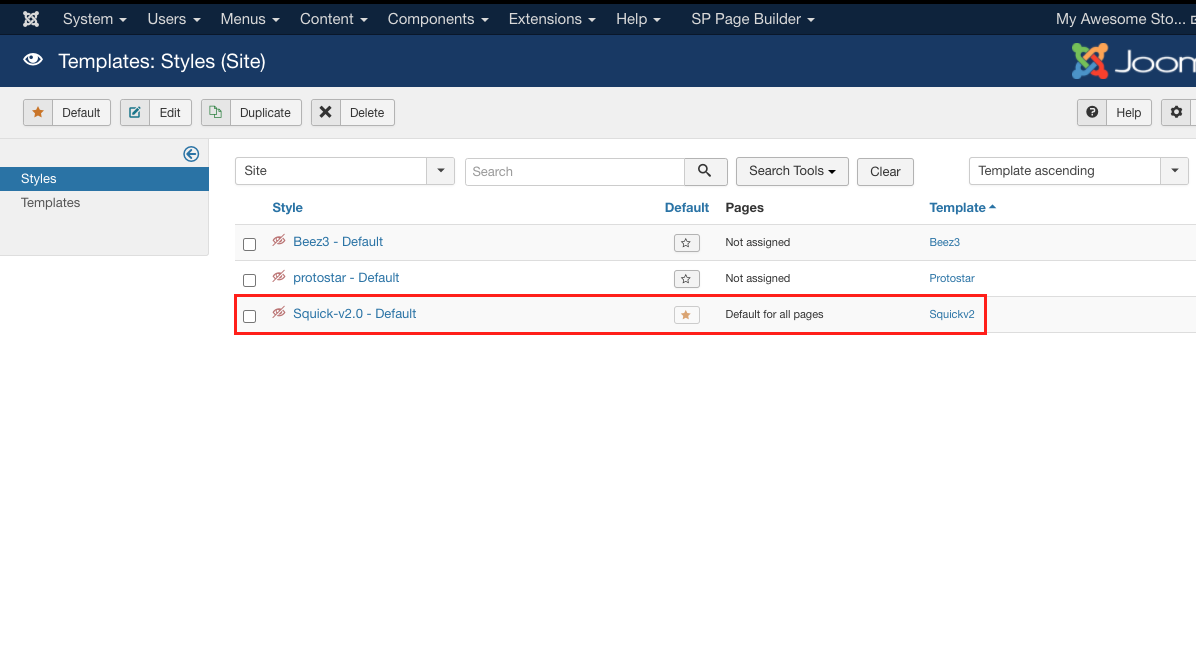 System Users Menus Content Components Extensions Help SP Page Builder My Awesome Sto...
Templates: Styles (Site)
Default Edit Duplicate Delete Help
Styles
Templates
Site Search Search Tools Clear Template ascending
Style Default Pages Template
Beez3 - Default Not assigned Beez3
protostar - Default Not assigned Protostar
Squick-v2.0 - Default Default for all pages Squickv2